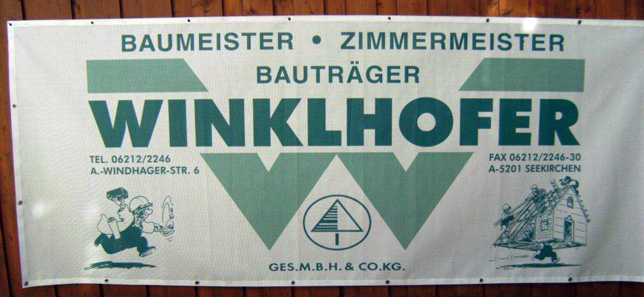 BAUMEISTER • ZIMMERMEISTER
BAUTRÄGER
WINKLHOFER
TEL. 06212/2246
A.-WINDHAGER-STR. 6
FAX 06212/2246-30
A-5201 SEEKIRCHEN
GES.M.B.H. & CO.KG.